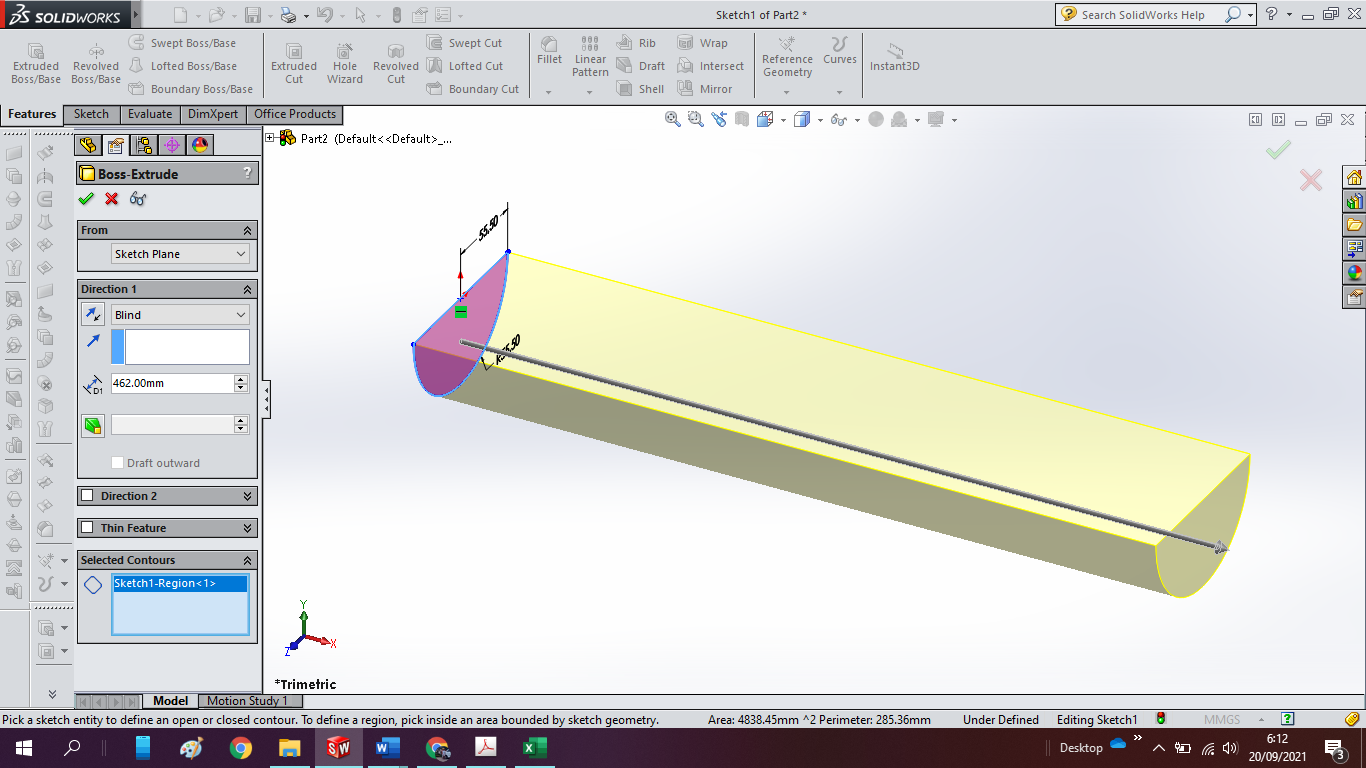 SOLIDWORKS
Sketch1 of Part2 *
Search SolidWorks Help
Extruded Boss/Base
Revolved Boss/Base
Swept Boss/Base
Lofted Boss/Base
Boundary Boss/Base
Extruded Cut
Hole Wizard
Revolved Cut
Swept Cut
Lofted Cut
Boundary Cut
Fillet
Linear Pattern
Rib
Draft
Shell
Wrap
Intersect
Mirror
Reference Geometry
Curves
Instant3D
Features Sketch Evaluate DimXpert Office Products
Part2 (Default<<Default>_...
Boss-Extrude ?
From
Sketch Plane
Direction 1
Blind
D1
462.00mm
Draft outward
Direction 2
Thin Feature
Selected Contours
Sketch1-Region<1>
55.50
Y
X
Z
*Trimetric
Model Motion Study 1
Pick a sketch entity to define an open or closed contour. To define a region, pick inside an area bounded by sketch geometry. Area: 4838.45mm ^2 Perimeter: 285.36mm Under Defined Editing Sketch1 MMGS
Desktop
6:12
20/09/2021
3